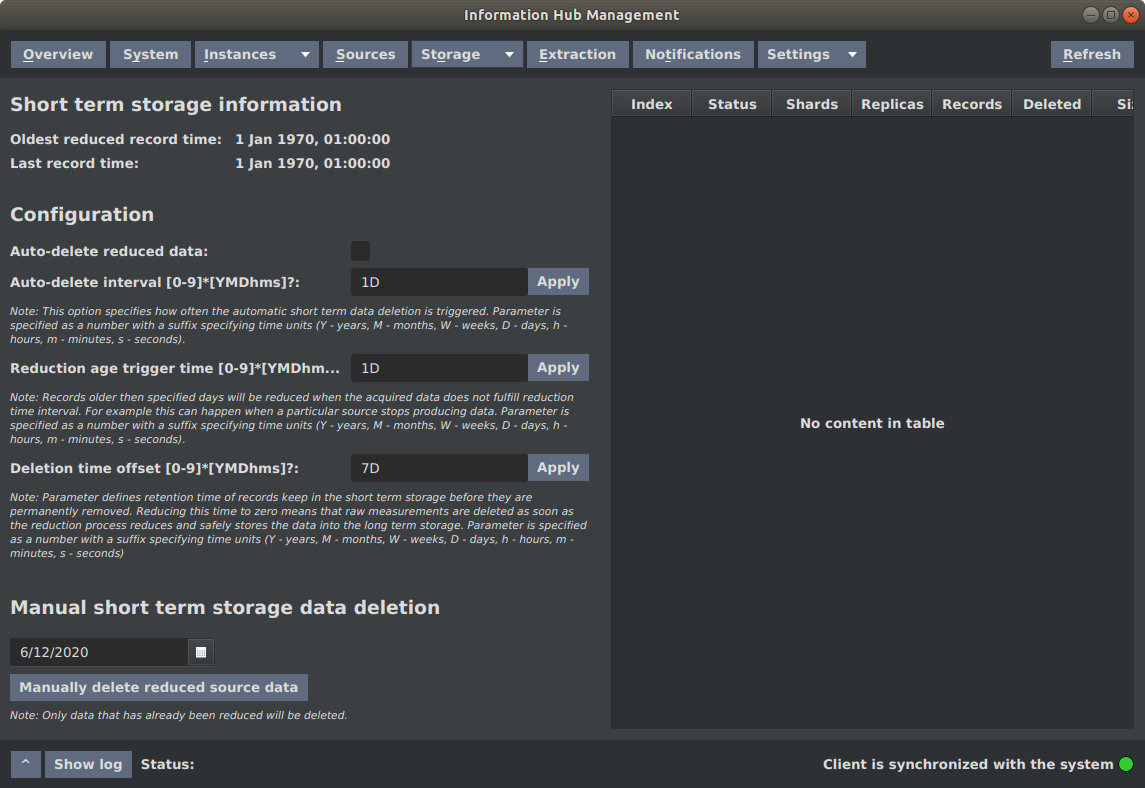 Information Hub Management
Overview System Instances Sources Storage Extraction Notifications Settings Refresh
Short term storage information
Oldest reduced record time: 1 Jan 1970, 01:00:00
Last record time: 1 Jan 1970, 01:00:00
Configuration
Auto-delete reduced data:
Auto-delete interval [0-9]*[YMDhms]?: 1D Apply
Note: This option specifies how often the automatic short term data deletion is triggered. Parameter is
specified as a number with a suffix specifying time units (Y - years, M - months, W - weeks, D - days, h -
hours, m - minutes, s - seconds).
Reduction age trigger time [0-9]*[YMDhm... 1D Apply
Note: Records older then specified days will be reduced when the acquired data does not fulfill reduction
time interval. For example this can happen when a particular source stops producing data. Parameter is
specified as a number with a suffix specifying time units (Y - years, M - months, W - weeks, D - days, h -
hours, m - minutes, s - seconds).
Deletion time offset [0-9]*[YMDhms]?: 7D Apply
Note: Parameter defines retention time of records keep in the short term storage before they are
permanently removed. Reducing this time to zero means that raw measurements are deleted as soon as
the reduction process reduces and safely stores the data into the long term storage. Parameter is specified
as a number with a suffix specifying time units (Y - years, M - months, W - weeks, D - days, h - hours, m -
minutes, s - seconds)
Manual short term storage data deletion
6/12/2020
Manually delete reduced source data
Note: Only data that has already been reduced will be deleted.
Index Status Shards Replicas Records Deleted
No content in table
^ Show log Status: Client is synchronized with the system